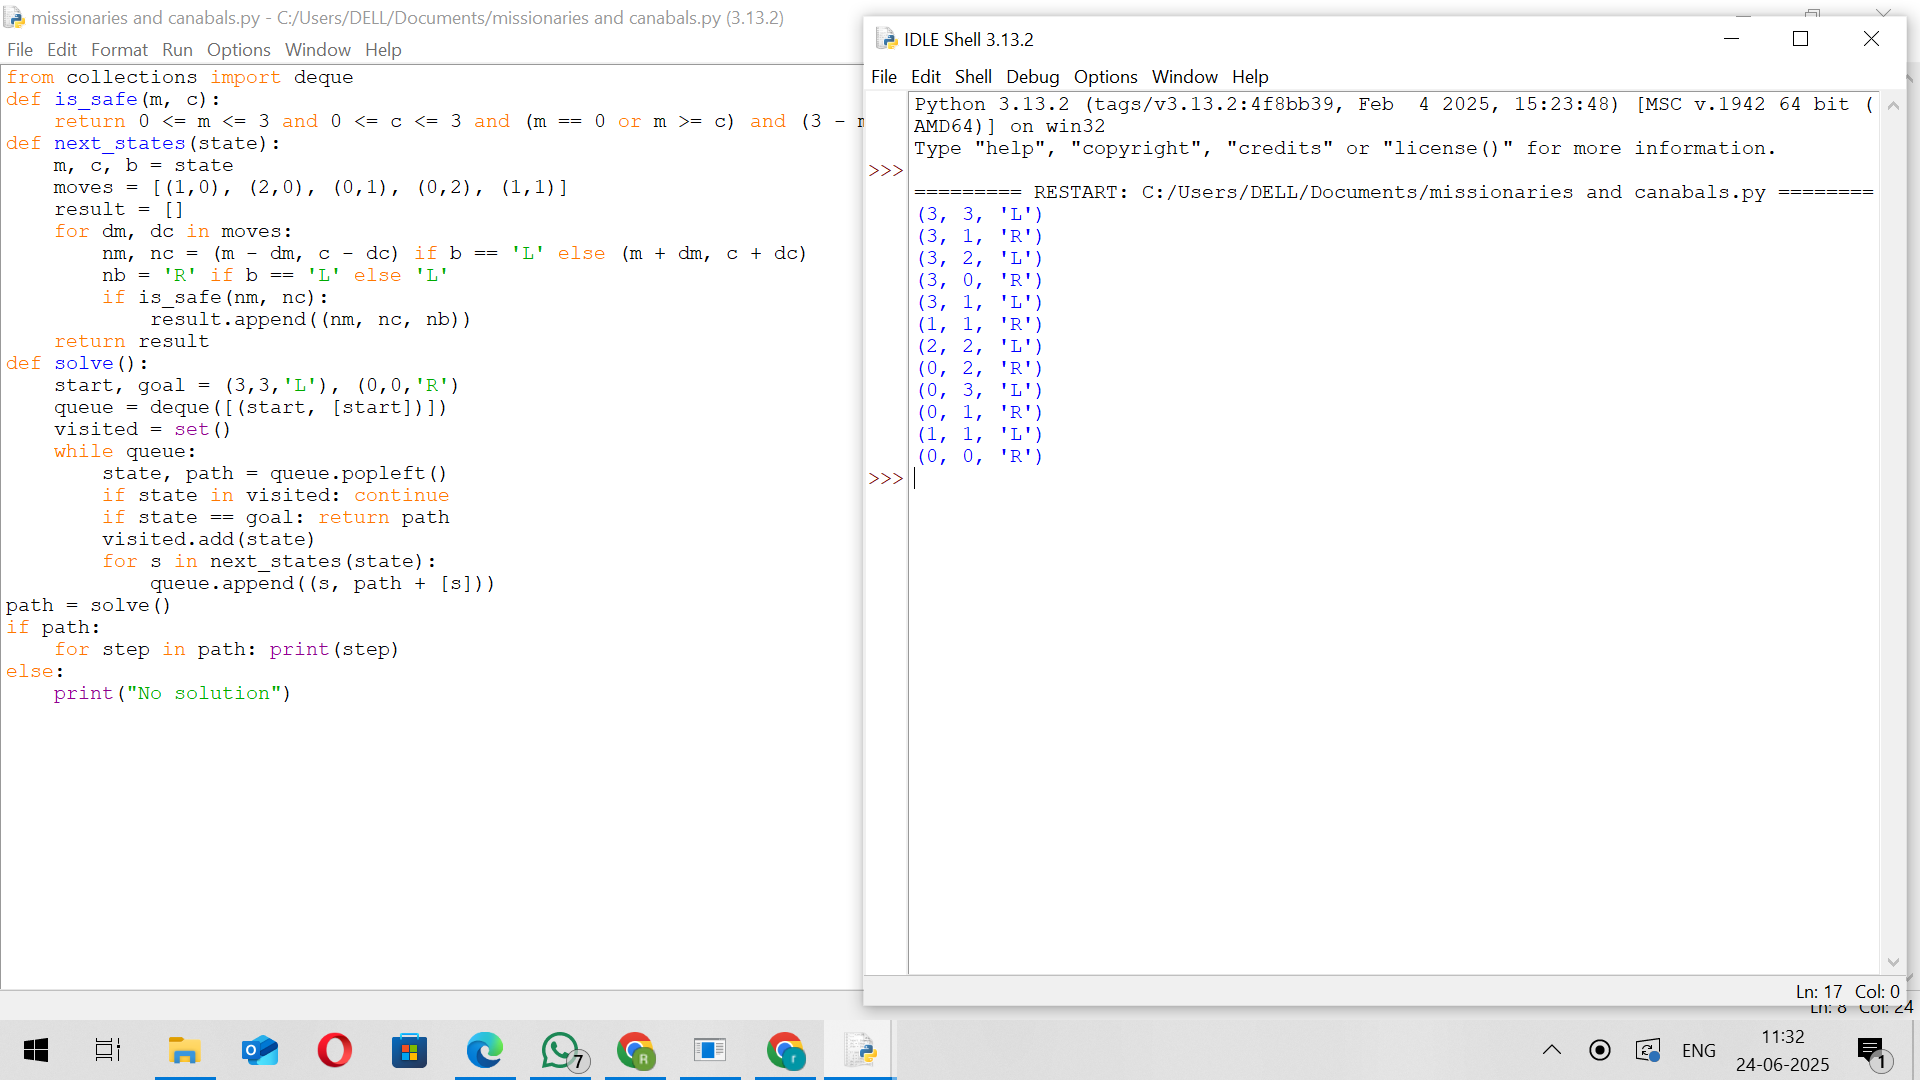 missionaries and canabals.py - C:/Users/DELL/Documents/missionaries and canabals.py (3.13.2)
File Edit Format Run Options Window Help
from collections import deque
def is_safe(m, c):
    return 0 <= m <= 3 and 0 <= c <= 3 and (m == 0 or m >= c) and (3 -
def next_states(state):
    m, c, b = state
    moves = [(1,0), (2,0), (0,1), (0,2), (1,1)]
    result = []
    for dm, dc in moves:
        nm, nc = (m - dm, c - dc) if b == 'L' else (m + dm, c + dc)
        nb = 'R' if b == 'L' else 'L'
        if is_safe(nm, nc):
            result.append((nm, nc, nb))
    return result
def solve():
    start, goal = (3,3,'L'), (0,0,'R')
    queue = deque([(start, [start])])
    visited = set()
    while queue:
        state, path = queue.popleft()
        if state in visited: continue
        if state == goal: return path
        visited.add(state)
        for s in next_states(state):
            queue.append((s, path + [s]))
path = solve()
if path:
    for step in path: print(step)
else:
    print("No solution")
IDLE Shell 3.13.2
File Edit Shell Debug Options Window Help
Python 3.13.2 (tags/v3.13.2:4f8bb39, Feb  4 2025, 15:23:48) [MSC v.1942 64 bit (
AMD64)] on win32
Type "help", "copyright", "credits" or "license()" for more information.
>>>
========= RESTART: C:/Users/DELL/Documents/missionaries and canabals.py ========
(3, 3, 'L')
(3, 1, 'R')
(3, 2, 'L')
(3, 0, 'R')
(3, 1, 'L')
(1, 1, 'R')
(2, 2, 'L')
(0, 2, 'R')
(0, 3, 'L')
(0, 1, 'R')
(1, 1, 'L')
(0, 0, 'R')
>>>
Ln: 17 Col: 0
Ln: 8 Col: 24
7
R
r
ENG
11:32
24-06-2025
1